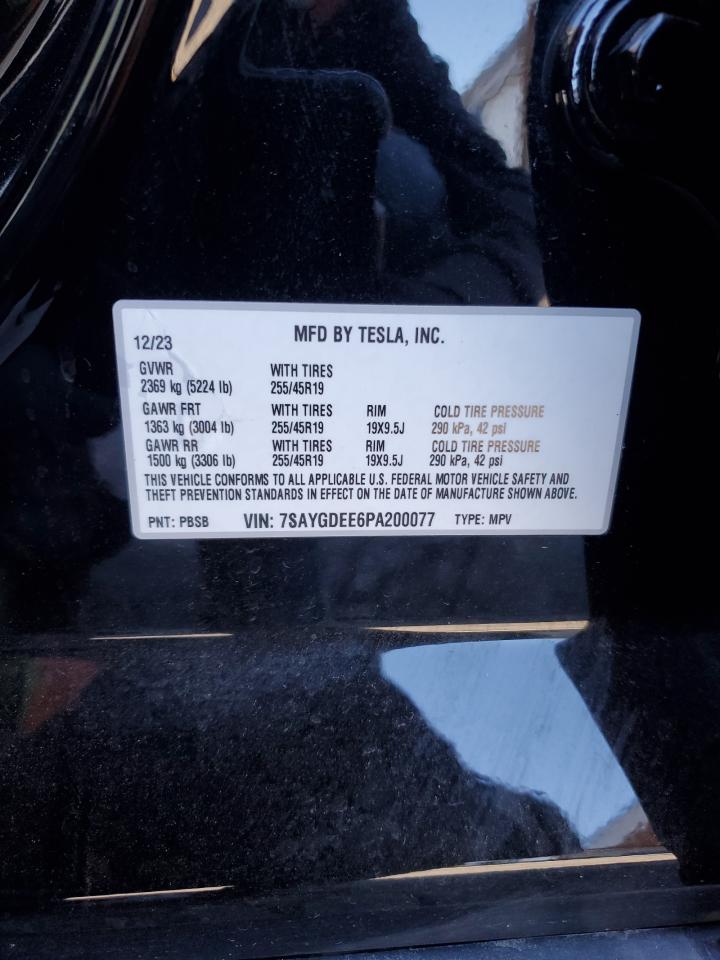 MFD BY TESLA, INC.
12/23
GVWR WITH TIRES
2369 kg (5224 lb) 255/45R19
GAWR FRT WITH TIRES RIM COLD TIRE PRESSURE
1363 kg (3004 lb) 255/45R19 19X9.5J 290 kPa, 42 psi
GAWR RR WITH TIRES RIM COLD TIRE PRESSURE
1500 kg (3306 lb) 255/45R19 19X9.5J 290 kPa, 42 psi
THIS VEHICLE CONFORMS TO ALL APPLICABLE U.S. FEDERAL MOTOR VEHICLE SAFETY AND
THEFT PREVENTION STANDARDS IN EFFECT ON THE DATE OF MANUFACTURE SHOWN ABOVE.
PNT: PBSB VIN: 7SAYGDEE6PA200077 TYPE: MPV